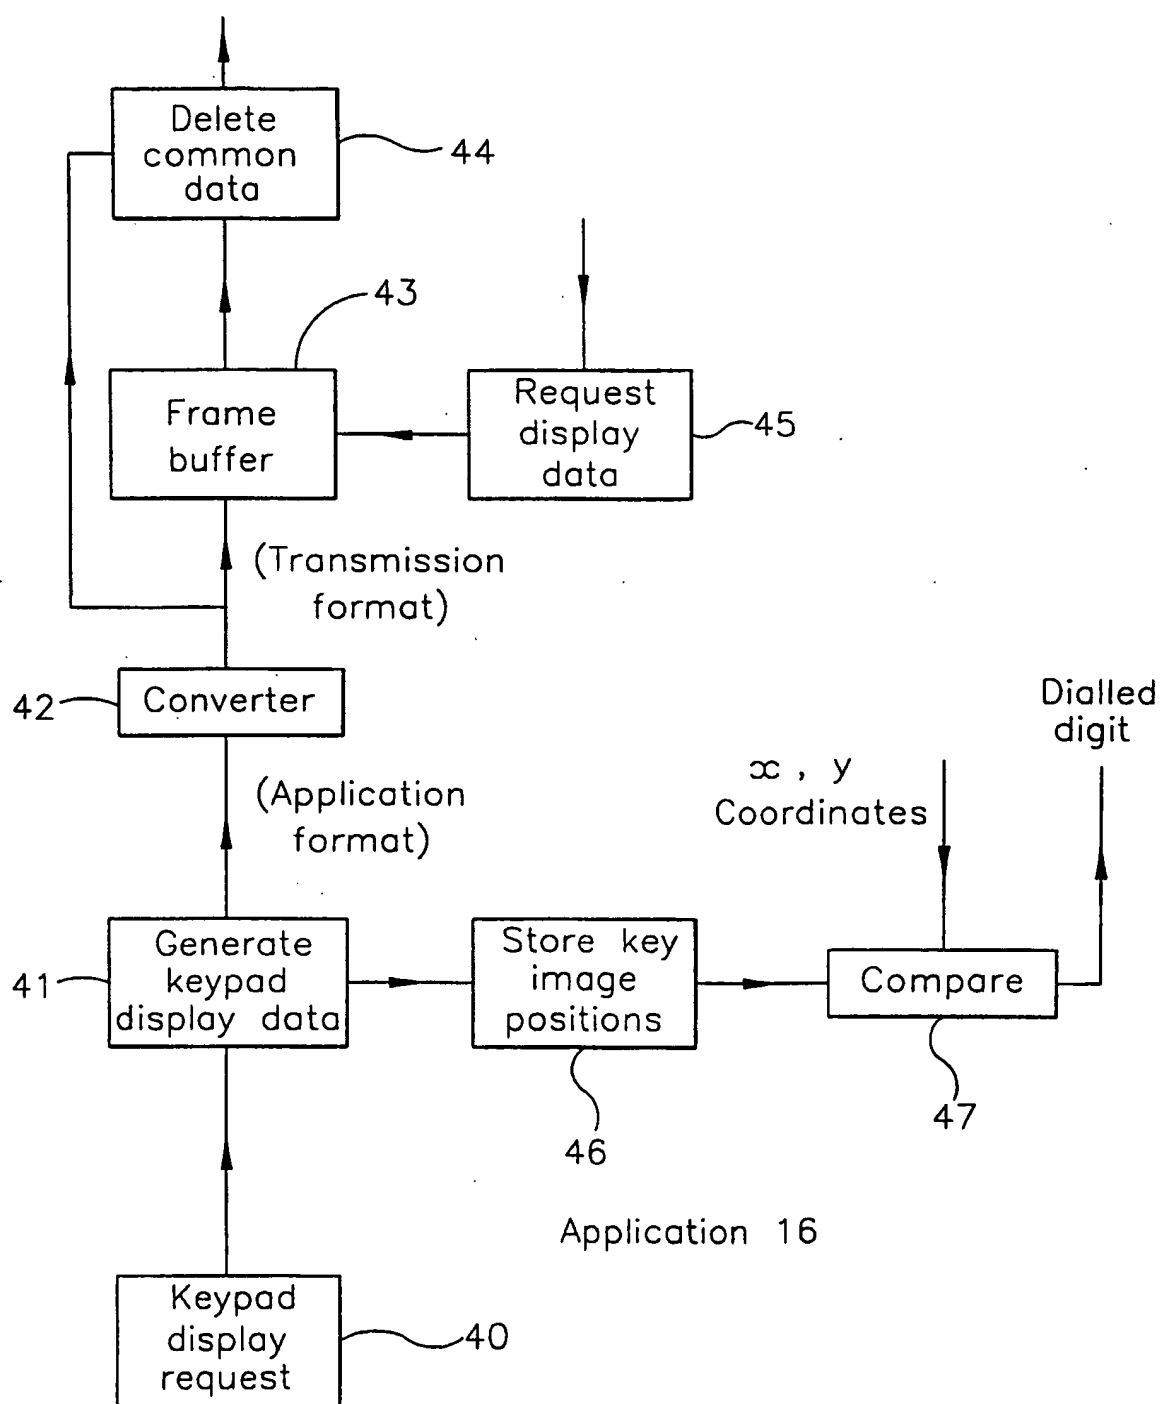 Delete
common
data
44
43
Frame
buffer
Request
display
data
45
(Transmission
format)
42
Converter
Dialled
digit
x , y
Coordinates
(Application
format)
41
Generate
keypad
display data
Store key
image
positions
Compare
46
47
Application 16
Keypad
display
request
40